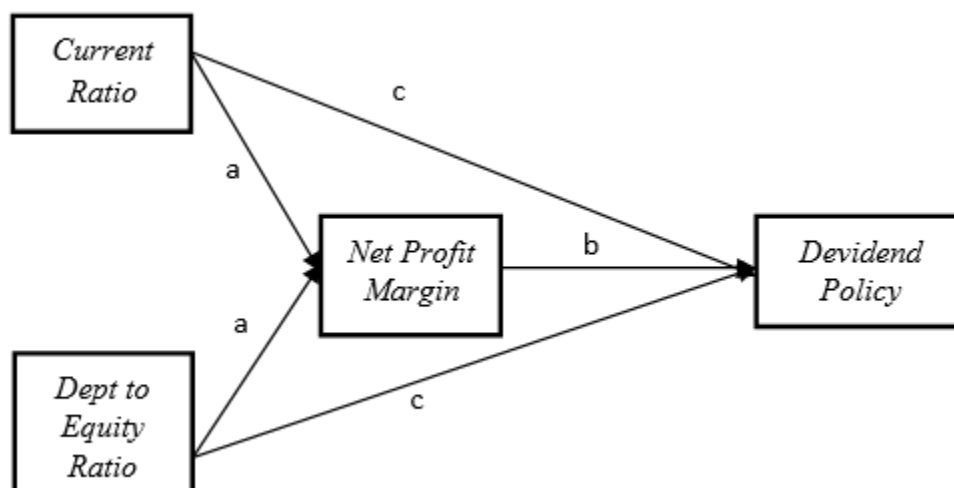 Current
Ratio
c
a
Net Profit
Margin
b
Devidend
Policy
a
c
Dept to
Equity
Ratio